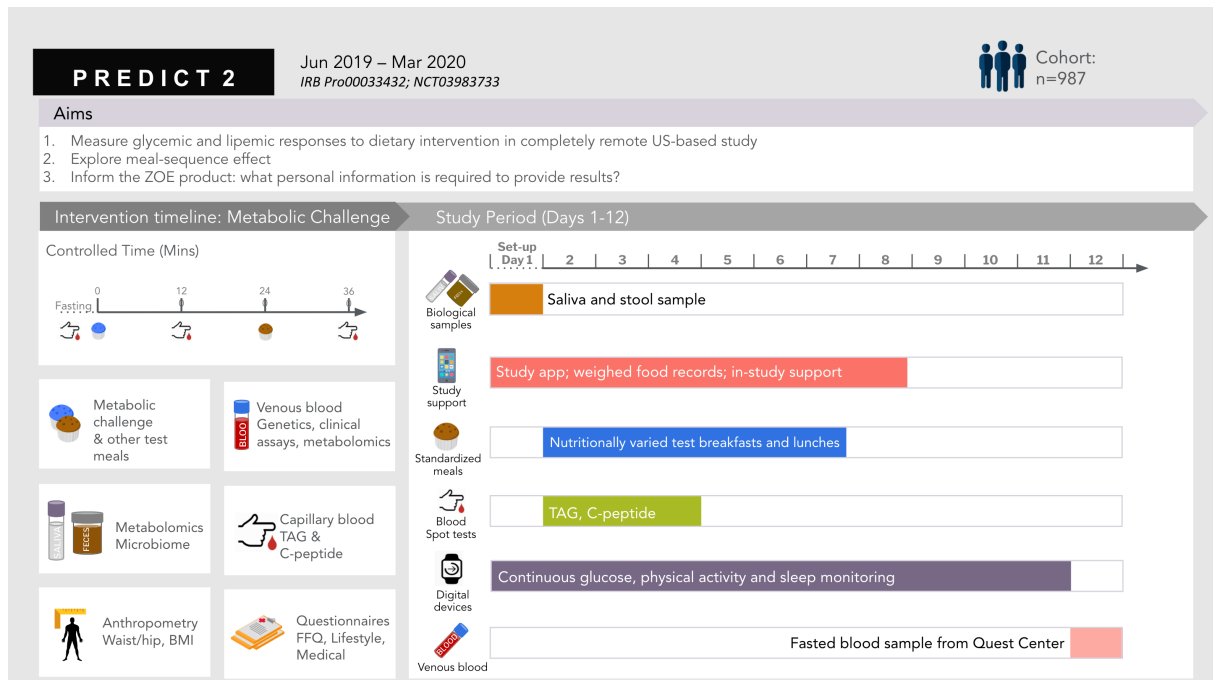 PREDICT 2
Jun 2019 – Mar 2020
IRB Pro00033432; NCT03983733
Cohort:
n=987
Aims
1. Measure glycemic and lipemic responses to dietary intervention in completely remote US-based study
2. Explore meal-sequence effect
3. Inform the ZOE product: what personal information is required to provide results?
Intervention timeline: Metabolic Challenge
Study Period (Days 1-12)
Controlled Time (Mins)
0
12
0
24
0
36
0
Fasting
Metabolic
challenge
& other test
meals
BLOO
Venous blood
Genetics, clinical
assays, metabolomics
SALIVA
FECES
Metabolomics
Microbiome
Capillary blood
TAG &
C-peptide
Anthropometry
Waist/hip, BMI
Questionnaires
FFQ, Lifestyle,
Medical
Set-up
Day 1 2 3 4 5 6 7 8 9 10 11 12
Biological
samples
Saliva and stool sample
Study
support
Study app; weighed food records; in-study support
Standardized
meals
Nutritionally varied test breakfasts and lunches
Blood
Spot tests
TAG, C-peptide
Digital
devices
Continuous glucose, physical activity and sleep monitoring
BLOOD
Venous blood
Fasted blood sample from Quest Center